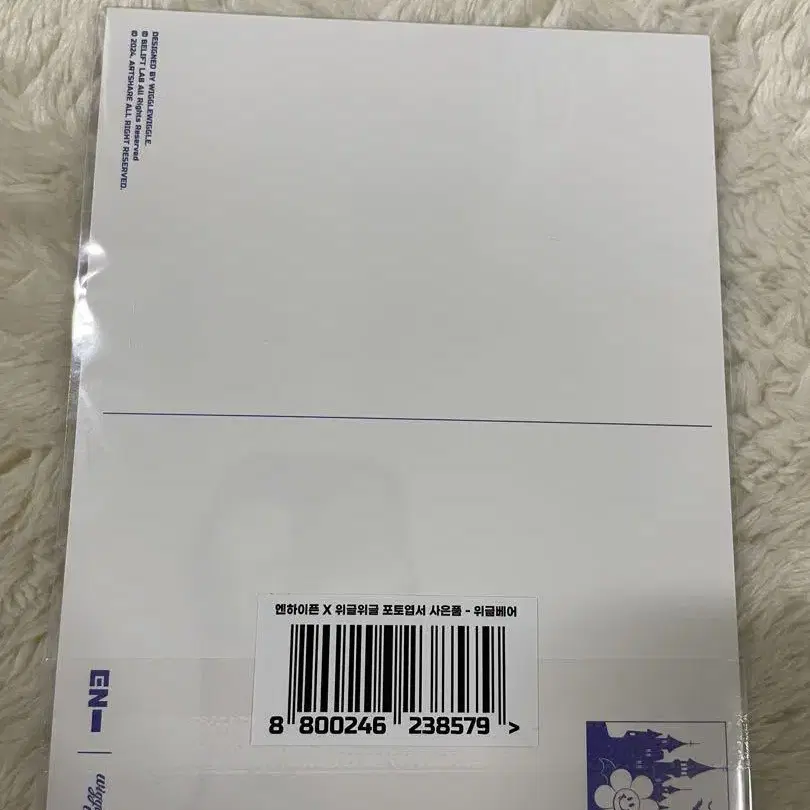 DESIGNED BY WIGGLEWIGGLE.
© BELIFT LAB All Rights Reserved
© 2024. ARTSHARE ALL RIGHT RESERVED.
엔하이픈 X 위글위글 포토엽서 사은품 - 위글베어
8 800246 238579 >
EN-